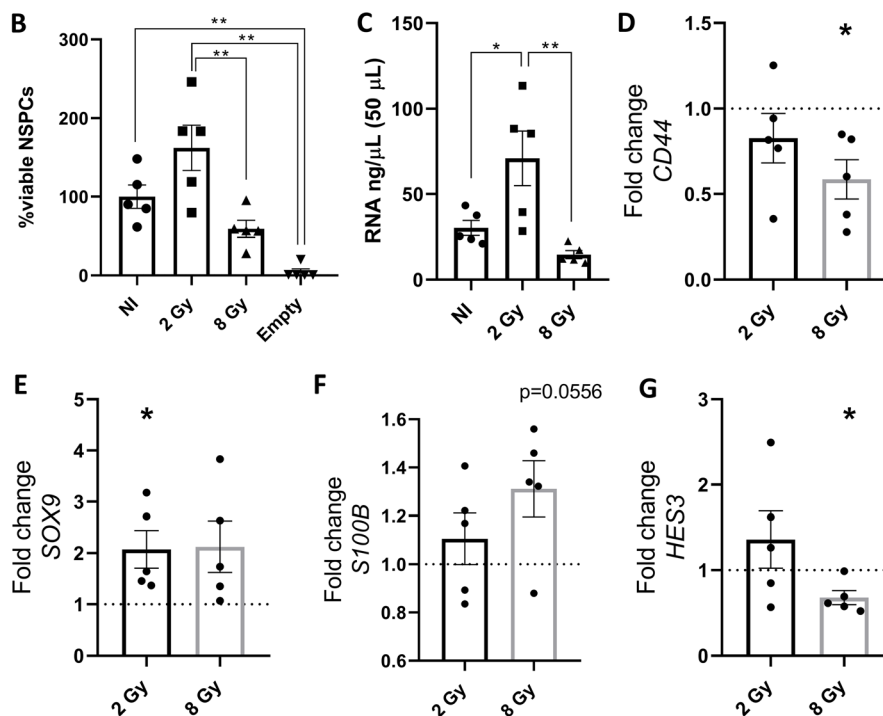 B
%viable NSPCs
300
200
100
0
**
**
**
NI
2 Gy
8 Gy
Empty
C
RNA ng/µL (50 µL)
150
100
50
0
*
**
NI
2 Gy
8 Gy
D
Fold change
CD44
1.5
1.0
0.5
0.0
*
2 Gy
8 Gy
E
Fold change
SOX9
5
4
3
2
1
0
*
2 Gy
8 Gy
F
p=0.0556
Fold change
S100B
1.6
1.4
1.2
1.0
0.8
0.6
2 Gy
8 Gy
G
Fold change
HES3
3
2
1
0
*
2 Gy
8 Gy